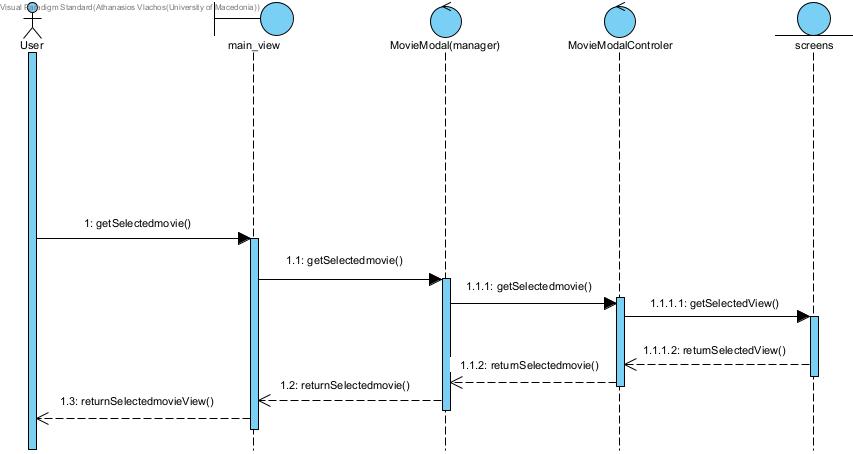 Visual Paradigm Standard(Athanasios Vlachos(University of Macedonia))
User
main_view
MovieModal(manager)
MovieModalControler
screens
1: getSelectedmovie()
1.1: getSelectedmovie()
1.1.1: getSelectedmovie()
1.1.1.1: getSelectedView()
1.1.1.2: returnSelectedView()
1.1.2: returnSelectedmovie()
1.2: returnSelectedmovie()
1.3: returnSelectedmovieView()